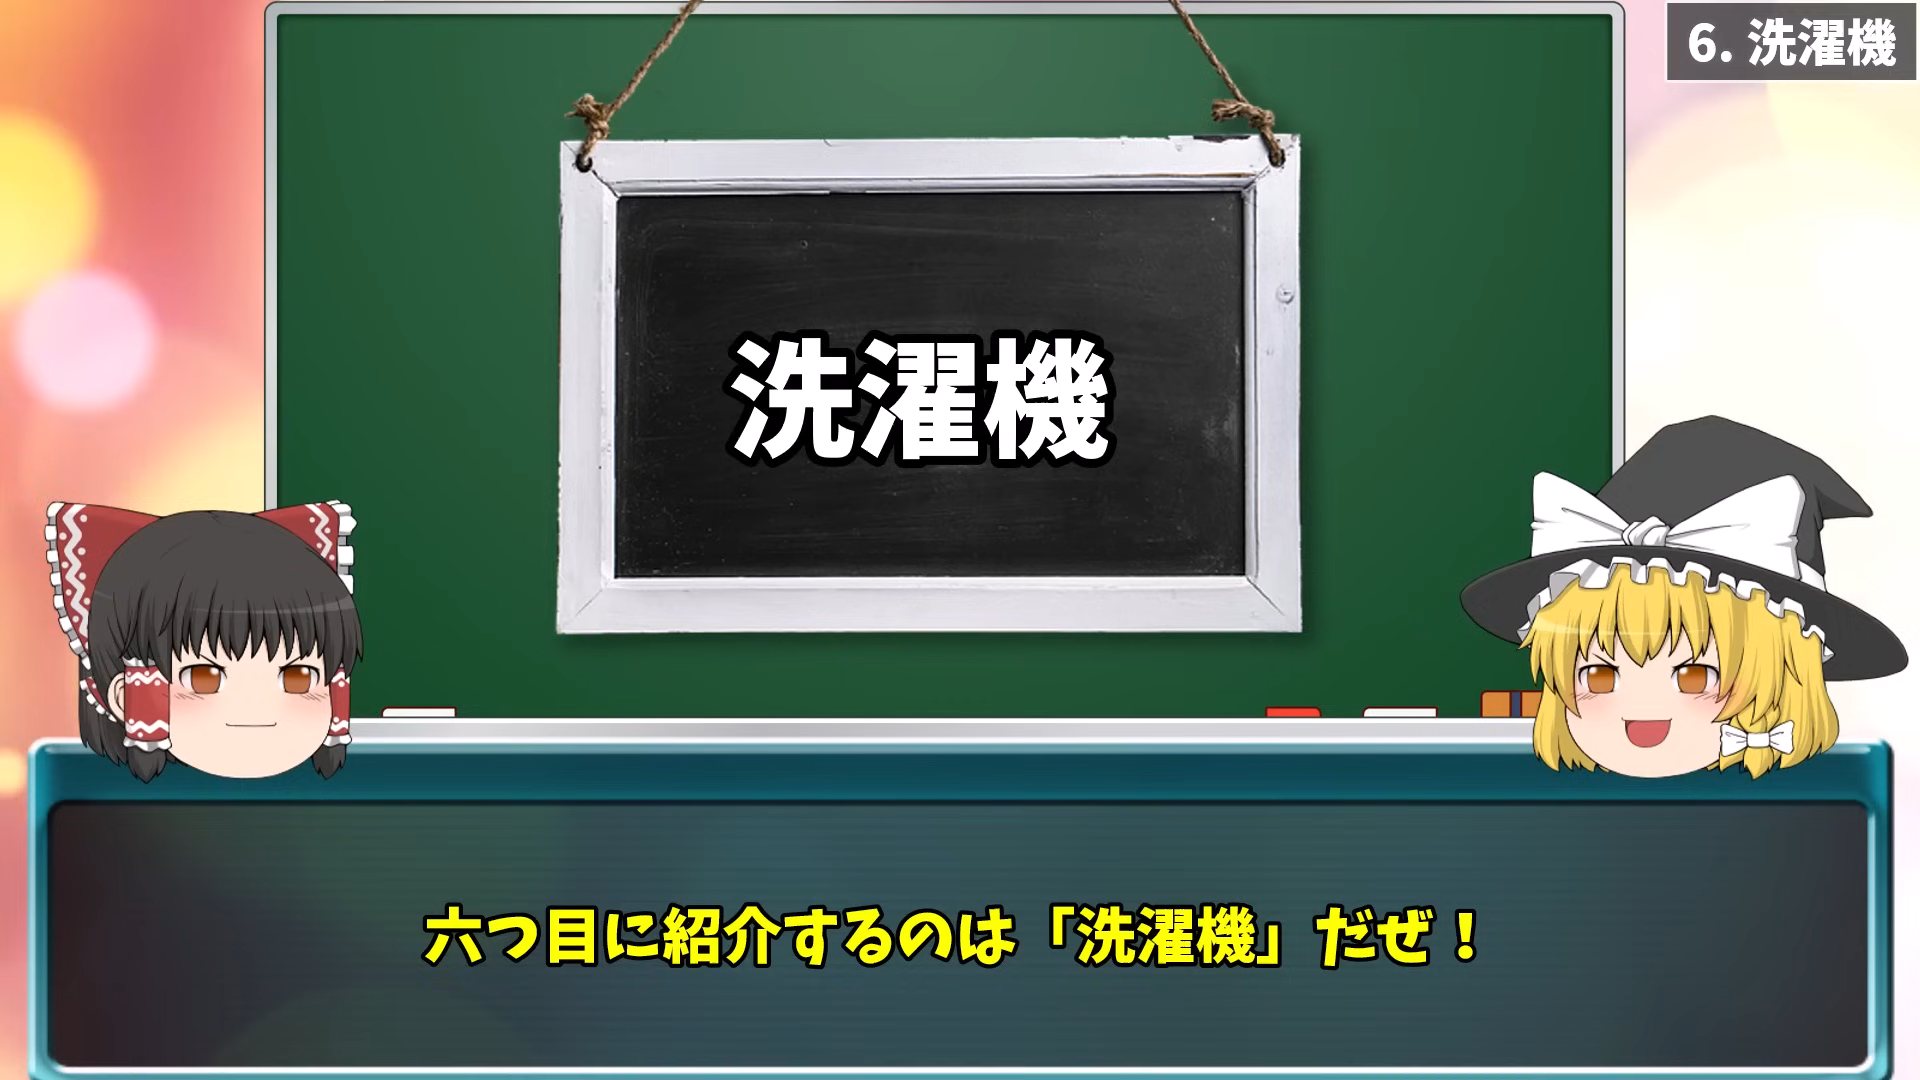 6. 洗濯機
洗濯機
六つ目に紹介するのは「洗濯機」だぜ！